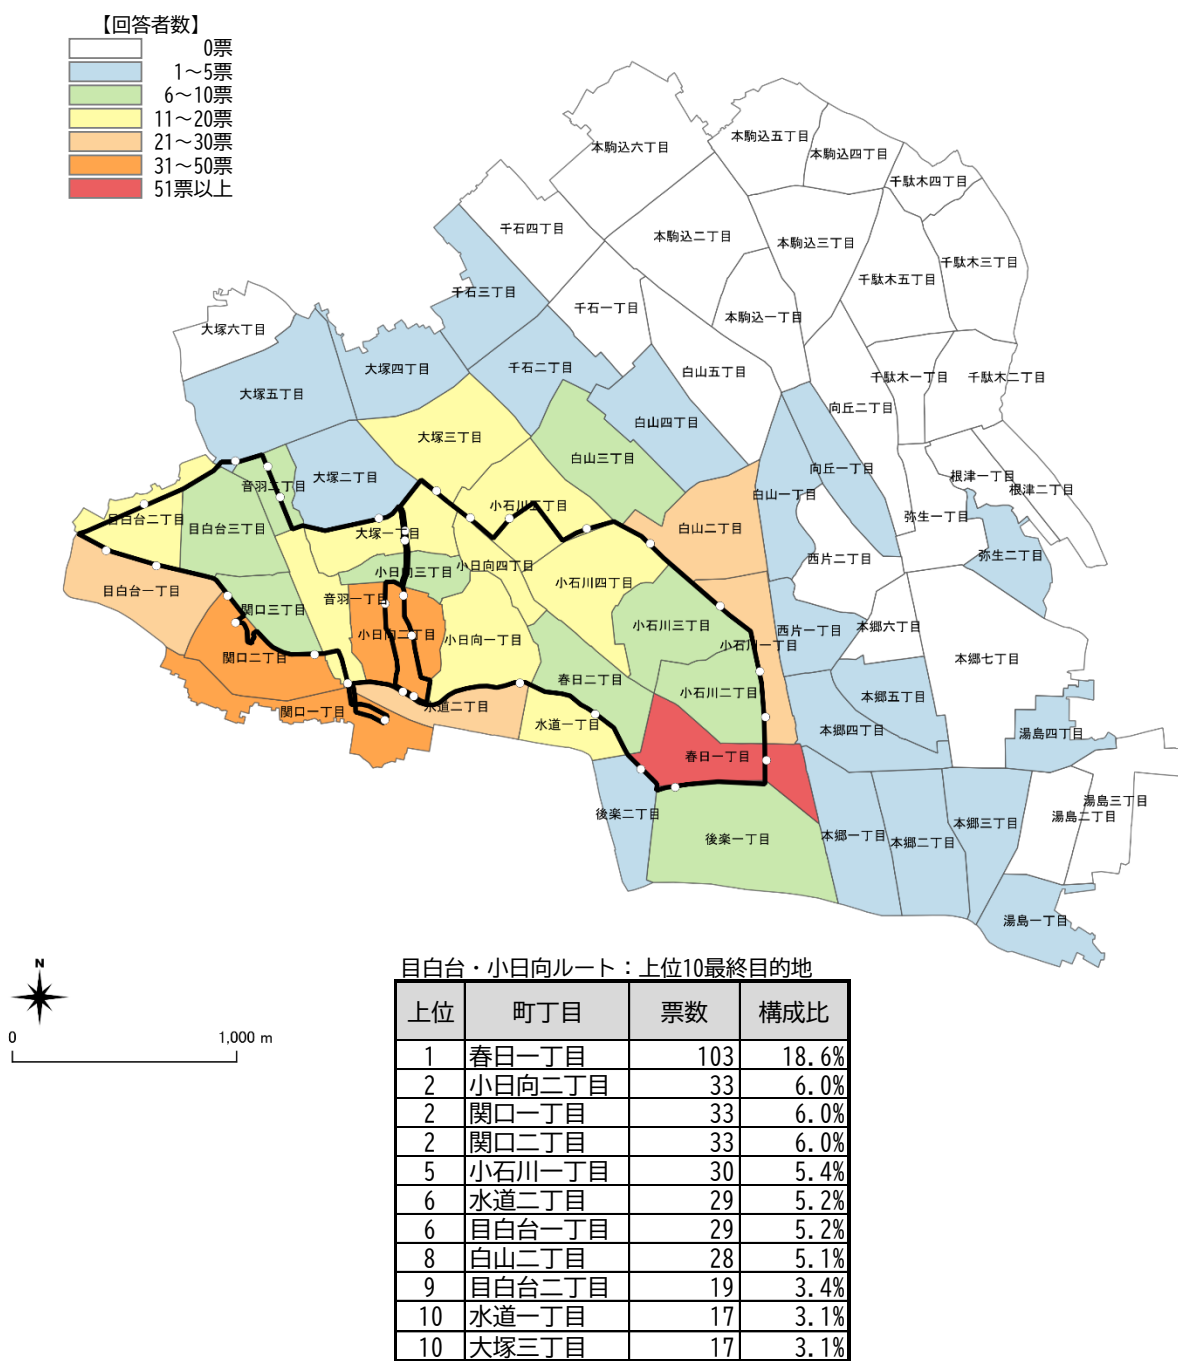 【回答者数】
0票
1～5票
6～10票
11～20票
21～30票
31～50票
51票以上
本駒込六丁目
本駒込五丁目
本駒込四丁目
千駄木四丁目
千石四丁目
本駒込二丁目
本駒込三丁目
千駄木三丁目
千駄木五丁目
千石三丁目
千石一丁目
本駒込一丁目
大塚六丁目
大塚四丁目
千石二丁目
白山五丁目
千駄木一丁目
千駄木二丁目
大塚五丁目
向丘二丁目
白山四丁目
大塚三丁目
白山三丁目
向丘一丁目
根津一丁目
根津二丁目
大塚二丁目
音羽二丁目
白山一丁目
小石川五丁目
弥生一丁目
目白台二丁目
目白台三丁目
大塚一丁目
白山二丁目
西片二丁目
弥生二丁目
小日向四丁目
小日向三丁目
小石川四丁目
目白台一丁目
音羽一丁目
関口三丁目
小日向二丁目
小日向一丁目
小石川三丁目
小石川一丁目
西片一丁目
本郷六丁目
関口二丁目
本郷七丁目
春日二丁目
小石川二丁目
本郷五丁目
関口一丁目
水道二丁目
水道一丁目
本郷四丁目
湯島四丁目
春日一丁目
湯島三丁目
湯島二丁目
後楽二丁目
後楽一丁目
本郷一丁目
本郷二丁目
本郷三丁目
湯島一丁目
N
0 1,000 m
目白台・小日向ルート：上位10最終目的地
上位 町丁目 票数 構成比
1 春日一丁目 103 18.6%
2 小日向二丁目 33 6.0%
2 関口一丁目 33 6.0%
2 関口二丁目 33 6.0%
5 小石川一丁目 30 5.4%
6 水道二丁目 29 5.2%
6 目白台一丁目 29 5.2%
8 白山二丁目 28 5.1%
9 目白台二丁目 19 3.4%
10 水道一丁目 17 3.1%
10 大塚三丁目 17 3.1%